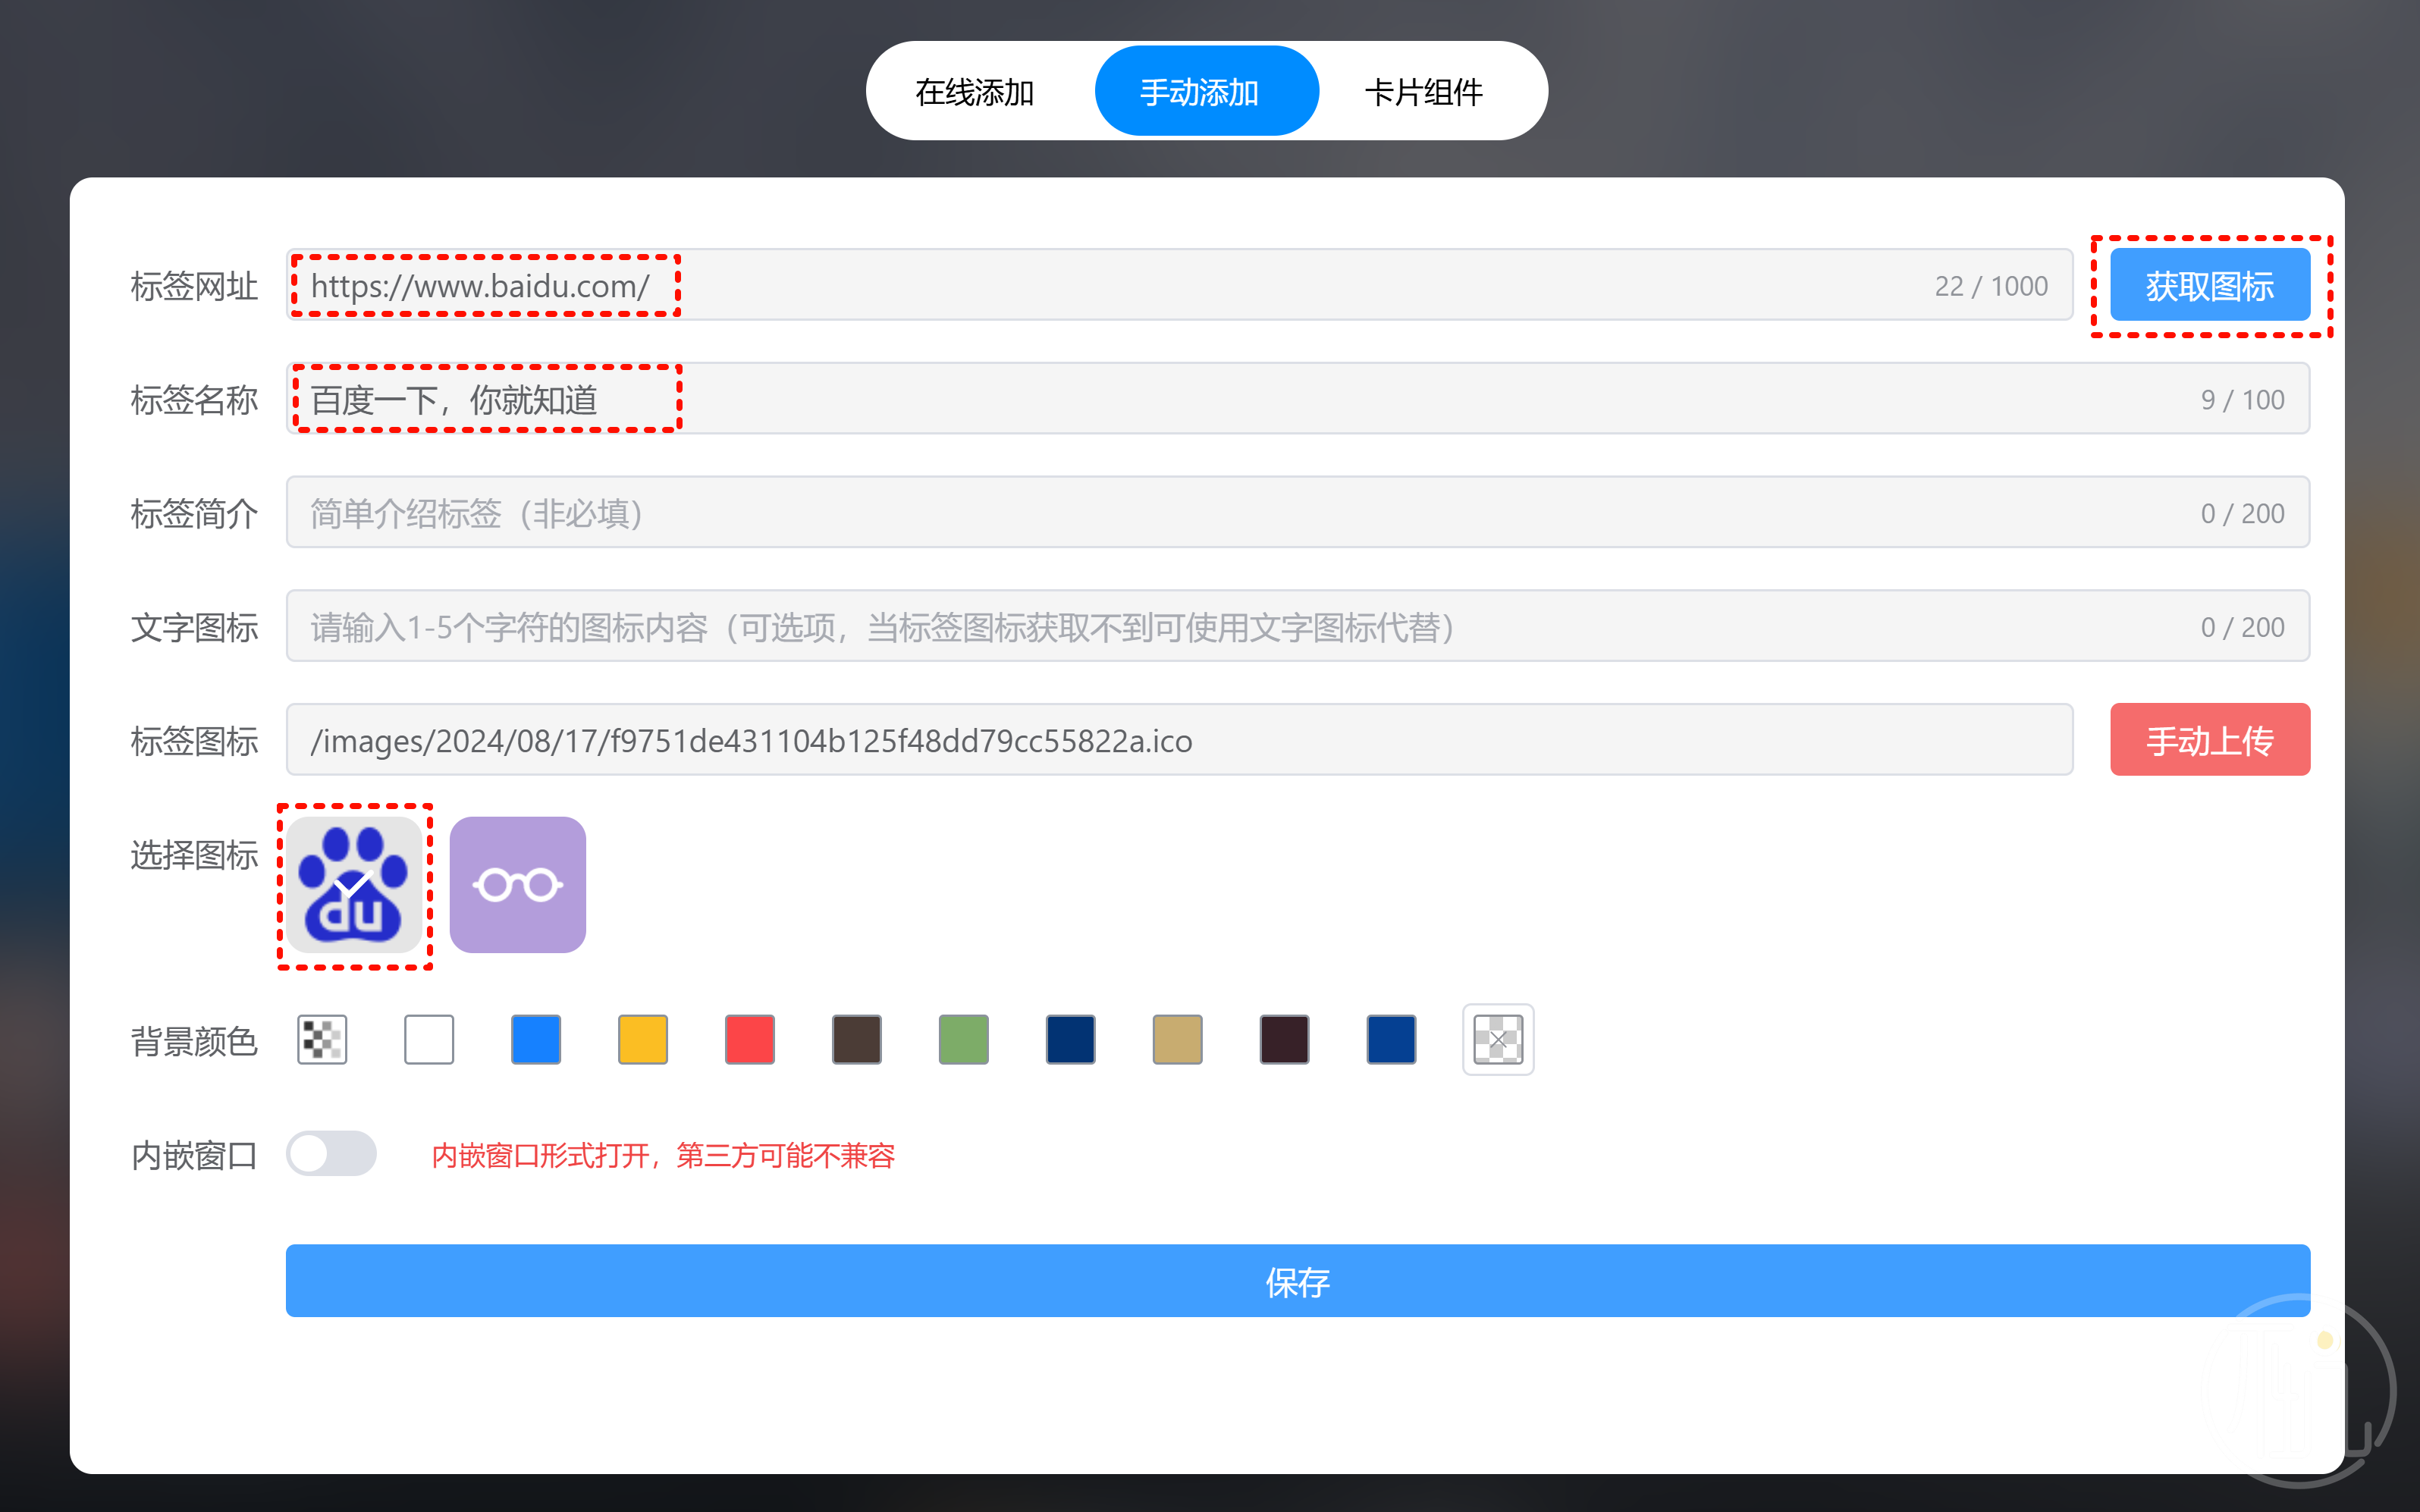 在线添加 手动添加 卡片组件
标签网址 https://www.baidu.com/ 22 / 1000 获取图标
标签名称 百度一下，你就知道 9 / 100
标签简介 简单介绍标签（非必填） 0 / 200
文字图标 请输入1-5个字符的图标内容（可选项，当标签图标获取不到可使用文字图标代替） 0 / 200
标签图标 /images/2024/08/17/f9751de431104b125f48dd79cc55822a.ico 手动上传
选择图标 du
背景颜色
内嵌窗口 内嵌窗口形式打开，第三方可能不兼容
保存